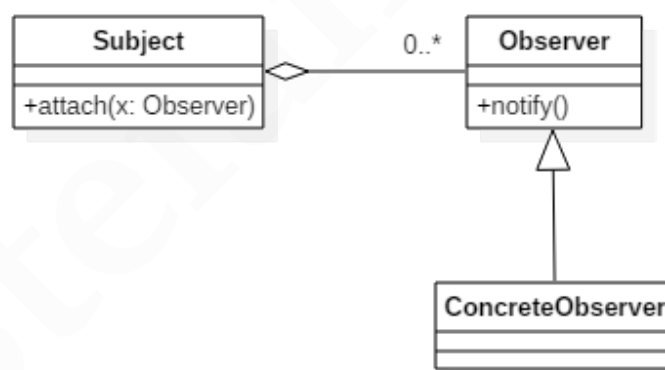 Subject
+attach(x: Observer)
0..*
Observer
+notify()
ConcreteObserver